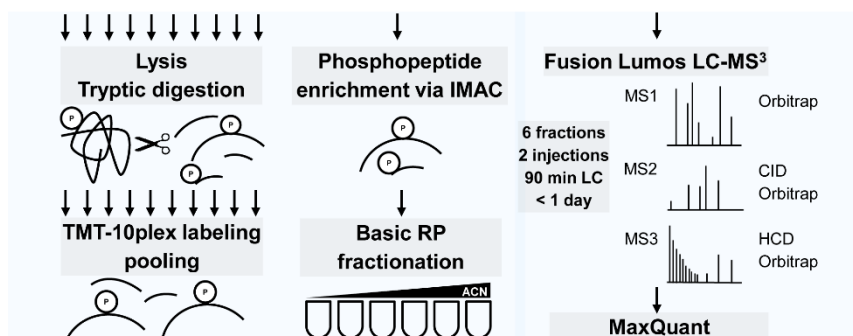 Lysis
Tryptic digestion
P
P
P
TMT-10plex labeling
pooling
P
P
Phosphopeptide
enrichment via IMAC
P
P
Basic RP
fractionation
ACN
Fusion Lumos LC-MS³
6 fractions
2 injections
90 min LC
< 1 day
MS1
Orbitrap
MS2
CID
Orbitrap
MS3
HCD
Orbitrap
MaxQuant